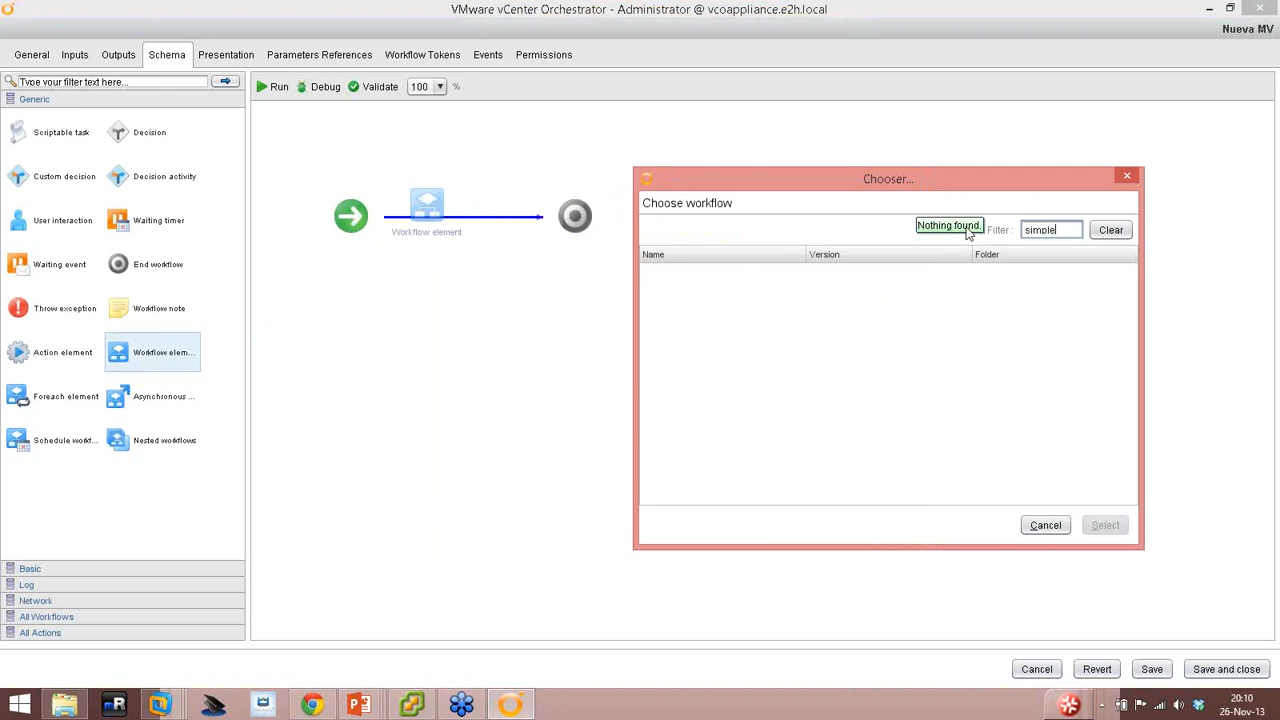 VMware vCenter Orchestrator - Administrator @ vcoappliance.e2h.local
Nueva MV
General Inputs Outputs Schema Presentation Parameters References Workflow Tokens Events Permissions
Type your filter text here...
Run Debug Validate 100 %
Generic
Scriptable task Decision
Custom decision Decision activity
User interaction Waiting timer
Waiting event End workflow
Throw exception Workflow note
Action element Workflow elem...
Foreach element Asynchronous ...
Schedule workf... Nested workflows
Basic
Log
Network
All Workflows
All Actions
Workflow element
Chooser...
Choose workflow
Nothing found.
Filter : simple Clear
Name Version Folder
Cancel Select
Cancel Revert Save Save and close
20:10
26-Nov-13